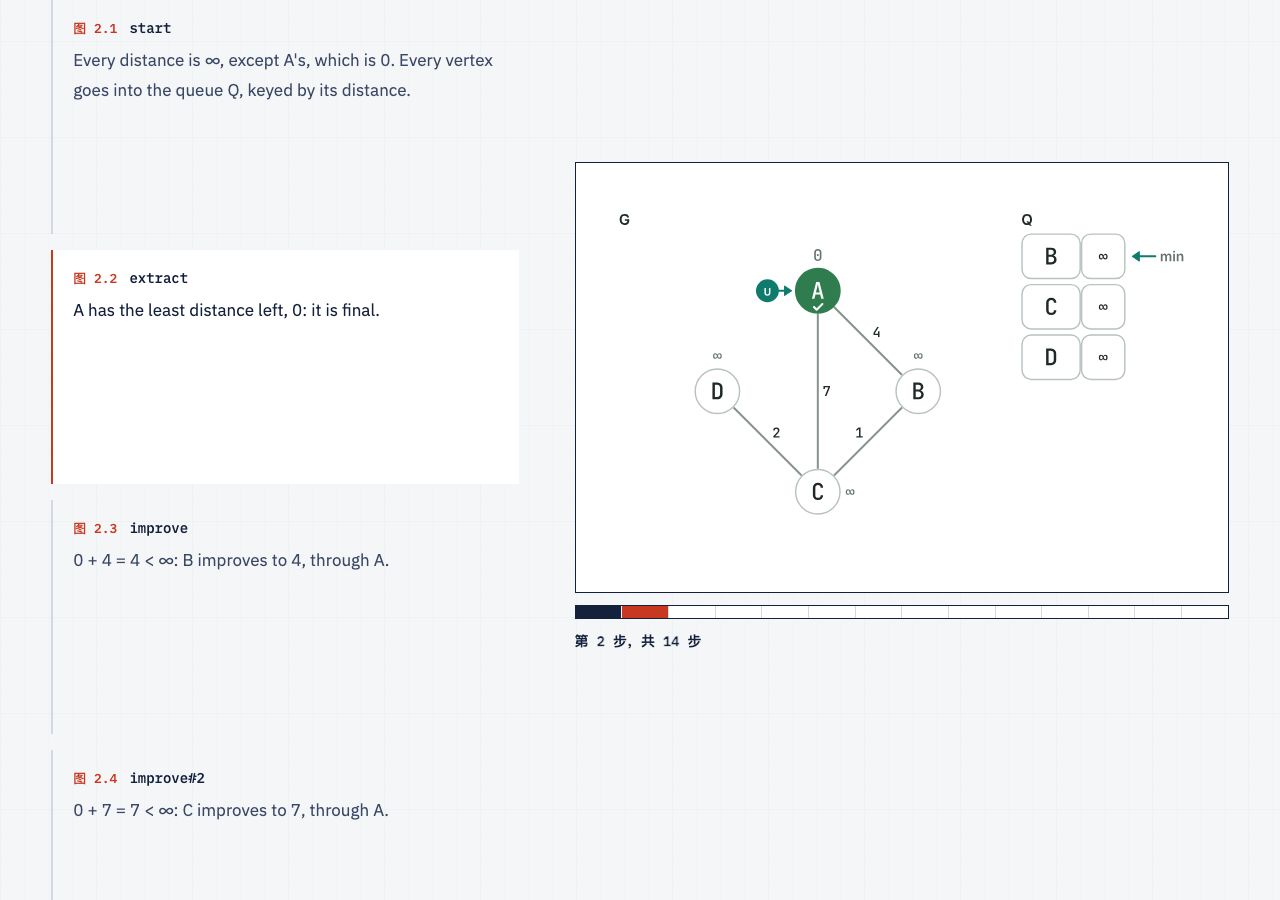 图 2.1 start
Every distance is ∞, except A's, which is 0. Every vertex
goes into the queue Q, keyed by its distance.
图 2.2 extract
A has the least distance left, 0: it is final.
图 2.3 improve
0 + 4 = 4 < ∞: B improves to 4, through A.
图 2.4 improve#2
0 + 7 = 7 < ∞: C improves to 7, through A.
G
0
U
A
4
∞
∞
D
7
B
2
1
C
∞
Q
B ∞ min
C ∞
D ∞
第 2 步, 共 14 步